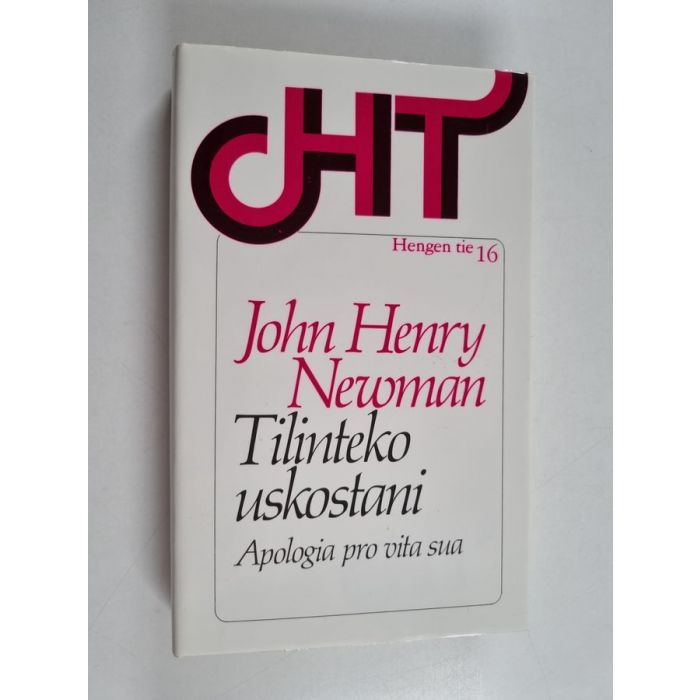 HT
Hengen tie 16
John Henry
Newman
Tilinteko
uskostani
Apologia pro vita sua